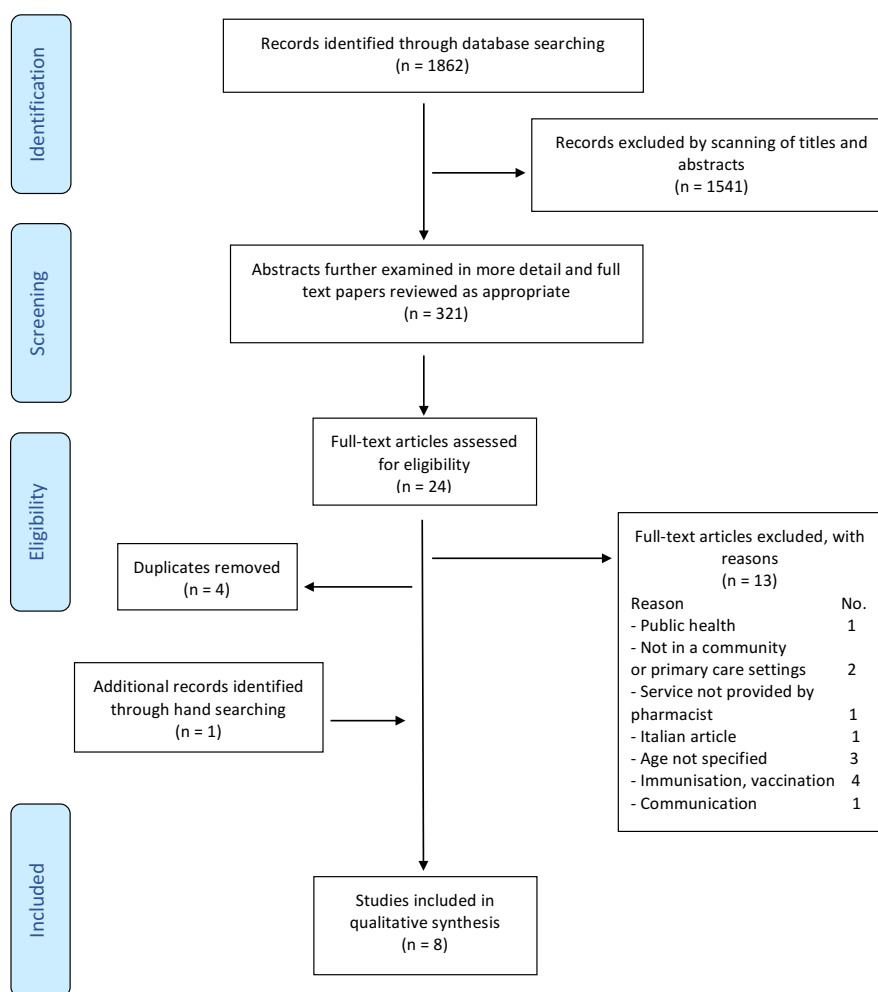 Identification
Records identified through database searching
(n = 1862)
Records excluded by scanning of titles and
abstracts
(n = 1541)
Screening
Abstracts further examined in more detail and full
text papers reviewed as appropriate
(n = 321)
Eligibility
Full-text articles assessed
for eligibility
(n = 24)
Full-text articles excluded, with
reasons
(n = 13)
Reason No.
- Public health 1
- Not in a community
or primary care settings 2
- Service not provided by
pharmacist 1
- Italian article 1
- Age not specified 3
- Immunisation, vaccination 4
- Communication 1
Duplicates removed
(n = 4)
Additional records identified
through hand searching
(n = 1)
Included
Studies included in
qualitative synthesis
(n = 8)